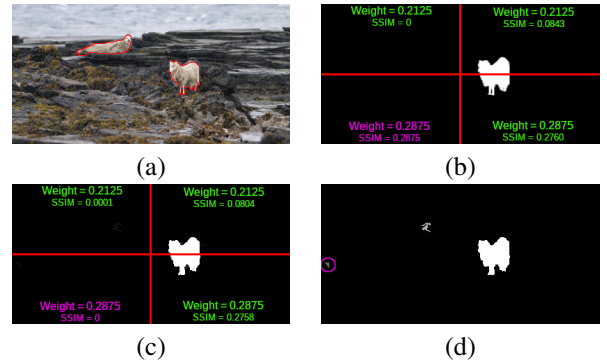 (a)
Weight = 0.2125
SSIM = 0
Weight = 0.2125
SSIM = 0.0843
Weight = 0.2875
SSIM = 0.2875
Weight = 0.2875
SSIM = 0.2760
(b)
Weight = 0.2125
SSIM = 0.0001
Weight = 0.2125
SSIM = 0.0804
Weight = 0.2875
SSIM = 0
Weight = 0.2875
SSIM = 0.2758
(c)
(d)